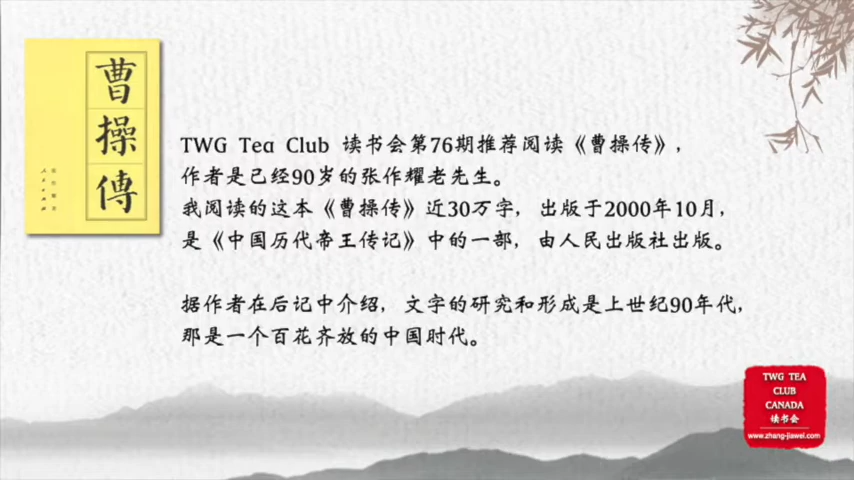 曹操傳
人民出版社
TWG Tea Club 读书会第76期推荐阅读《曹操传》，
作者是已经90岁的张作耀老先生。
我阅读的这本《曹操传》近30万字，出版于2000年10月，
是《中国历代帝王传记》中的一部，由人民出版社出版。
据作者在后记中介绍，文字的研究和形成是上世纪90年代，
那是一个百花齐放的中国时代。
TWG TEA
CLUB
CANADA
读书会
www.zhang-jiawei.com